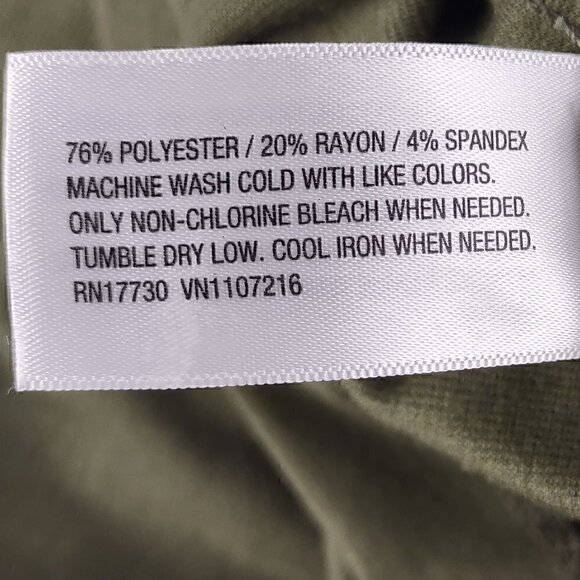 76% POLYESTER / 20% RAYON / 4% SPANDEX
MACHINE WASH COLD WITH LIKE COLORS.
ONLY NON-CHLORINE BLEACH WHEN NEEDED.
TUMBLE DRY LOW. COOL IRON WHEN NEEDED.
RN17730 VN1107216